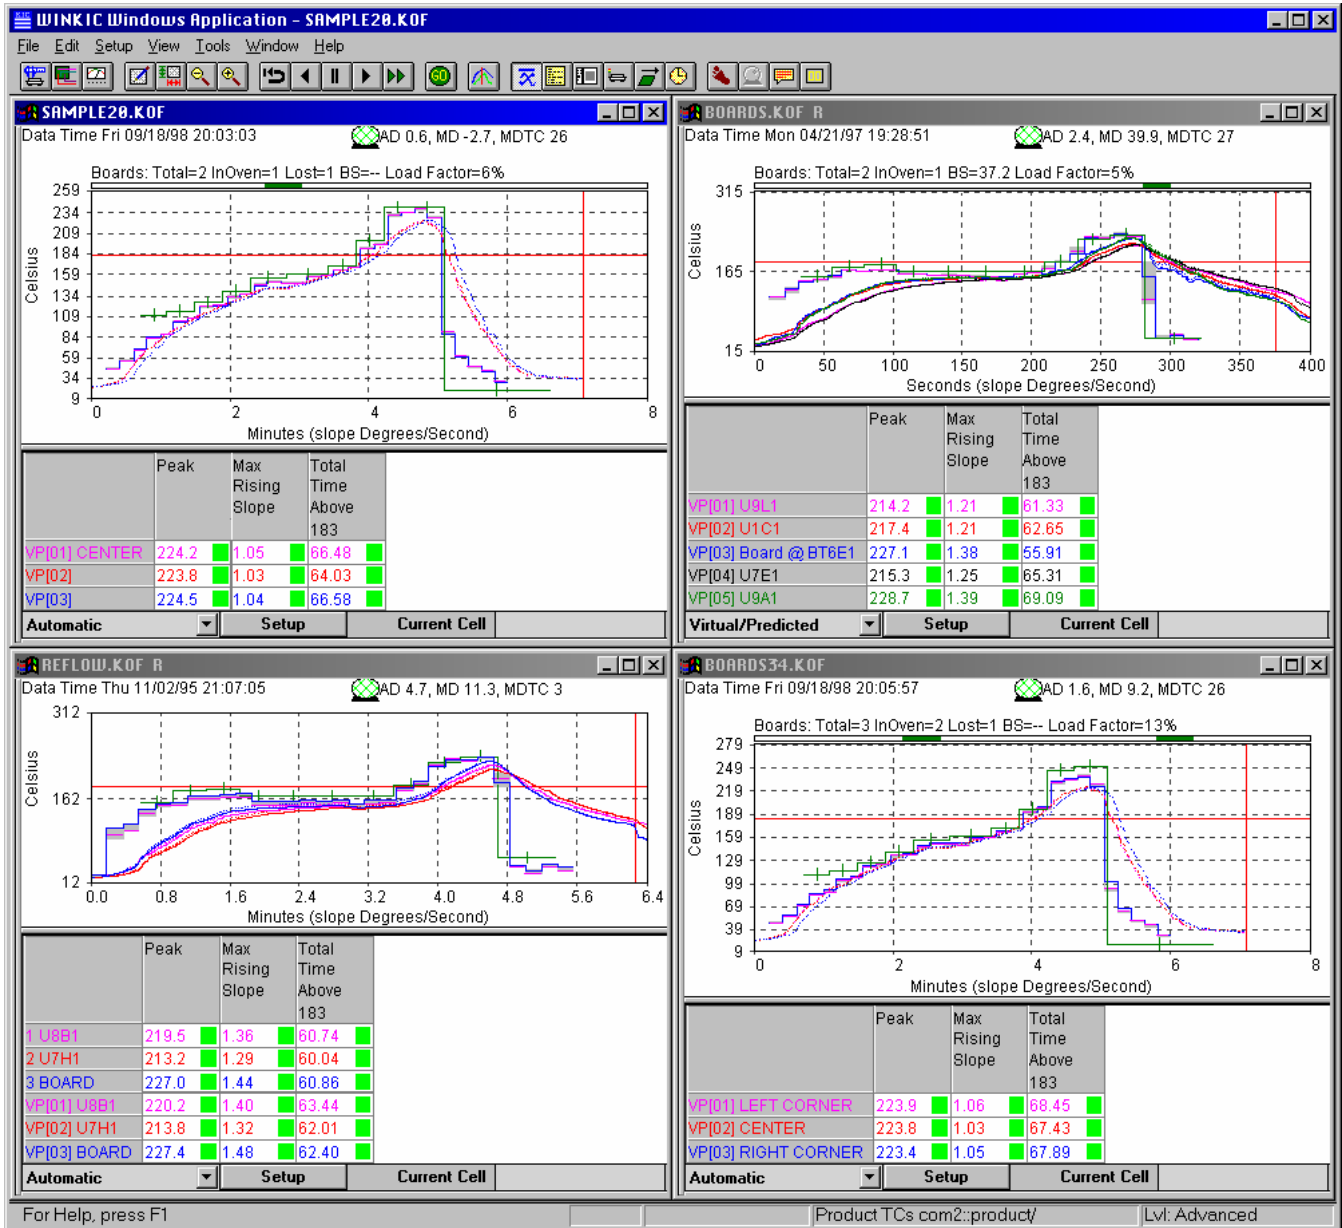 WINKIC Windows Application - SAMPLE20.KOF
File Edit Setup View Tools Window Help
GO
SAMPLE20.KOF
Data Time Fri 09/18/98 20:03:03 AD 0.6, MD -2.7, MDTC 26
Boards: Total=2 InOven=1 Lost=1 BS=-- Load Factor=6%
259
234
209
184
159
134
109
84
59
34
9
Celsius
0 2 4 6 8
Minutes (slope Degrees/Second)
Peak Max Rising Slope Total Time Above 183
VP[01] CENTER 224.2 1.05 66.48
VP[02] 223.8 1.03 64.03
VP[03] 224.5 1.04 66.58
Automatic Setup Current Cell
BOARDS.KOF R
Data Time Mon 04/21/97 19:28:51 AD 2.4, MD 39.9, MDTC 27
Boards: Total=2 InOven=1 BS=37.2 Load Factor=5%
315
165
15
Celsius
0 50 100 150 200 250 300 350 400
Seconds (slope Degrees/Second)
Peak Max Rising Slope Total Time Above 183
VP[01] U9L1 214.2 1.21 61.33
VP[02] U1C1 217.4 1.21 62.65
VP[03] Board @ BT6E1 227.1 1.38 55.91
VP[04] U7E1 215.3 1.25 65.31
VP[05] U9A1 228.7 1.39 69.09
Virtual/Predicted Setup Current Cell
REFLOW.KOF R
Data Time Thu 11/02/95 21:07:05 AD 4.7, MD 11.3, MDTC 3
312
162
12
Celsius
0.0 0.8 1.6 2.4 3.2 4.0 4.8 5.6 6.4
Minutes (slope Degrees/Second)
Peak Max Rising Slope Total Time Above 183
1 U8B1 219.5 1.36 60.74
2 U7H1 213.2 1.29 60.04
3 BOARD 227.0 1.44 60.86
VP[01] U8B1 220.2 1.40 63.44
VP[02] U7H1 213.8 1.32 62.01
VP[03] BOARD 227.4 1.48 62.40
Automatic Setup Current Cell
BOARDS34.KOF
Data Time Fri 09/18/98 20:05:57 AD 1.6, MD 9.2, MDTC 26
Boards: Total=3 InOven=2 Lost=1 BS=-- Load Factor=13%
279
249
219
189
159
129
99
69
39
9
Celsius
0 2 4 6 8
Minutes (slope Degrees/Second)
Peak Max Rising Slope Total Time Above 183
VP[01] LEFT CORNER 223.9 1.06 68.45
VP[02] CENTER 223.8 1.03 67.43
VP[03] RIGHT CORNER 223.4 1.05 67.89
Automatic Setup Current Cell
For Help, press F1 Product TCs com2::product/ Lvl: Advanced